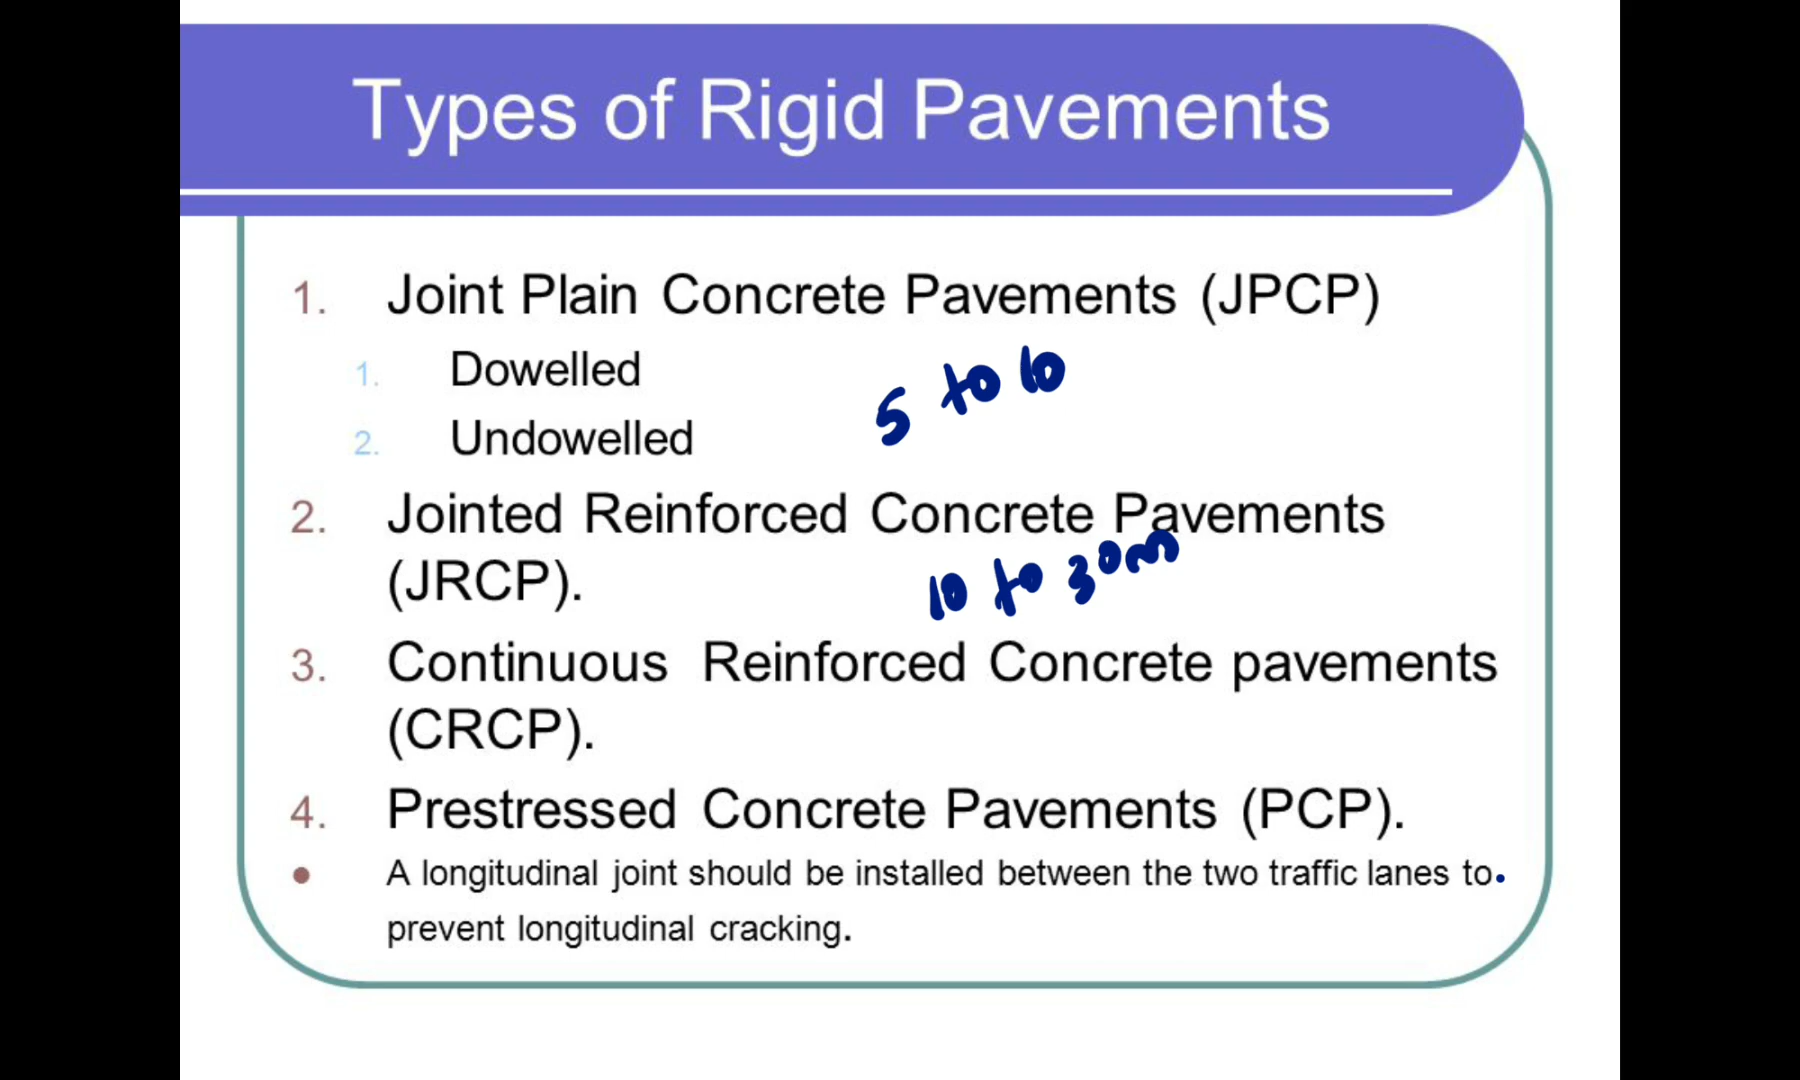 Types of Rigid Pavements
1. Joint Plain Concrete Pavements (JPCP)
1. Dowelled
5 to 10
2. Undowelled
2. Jointed Reinforced Concrete Pavements
(JRCP).
10 to 30m
3. Continuous Reinforced Concrete pavements
(CRCP).
4. Prestressed Concrete Pavements (PCP).
● A longitudinal joint should be installed between the two traffic lanes to
prevent longitudinal cracking.